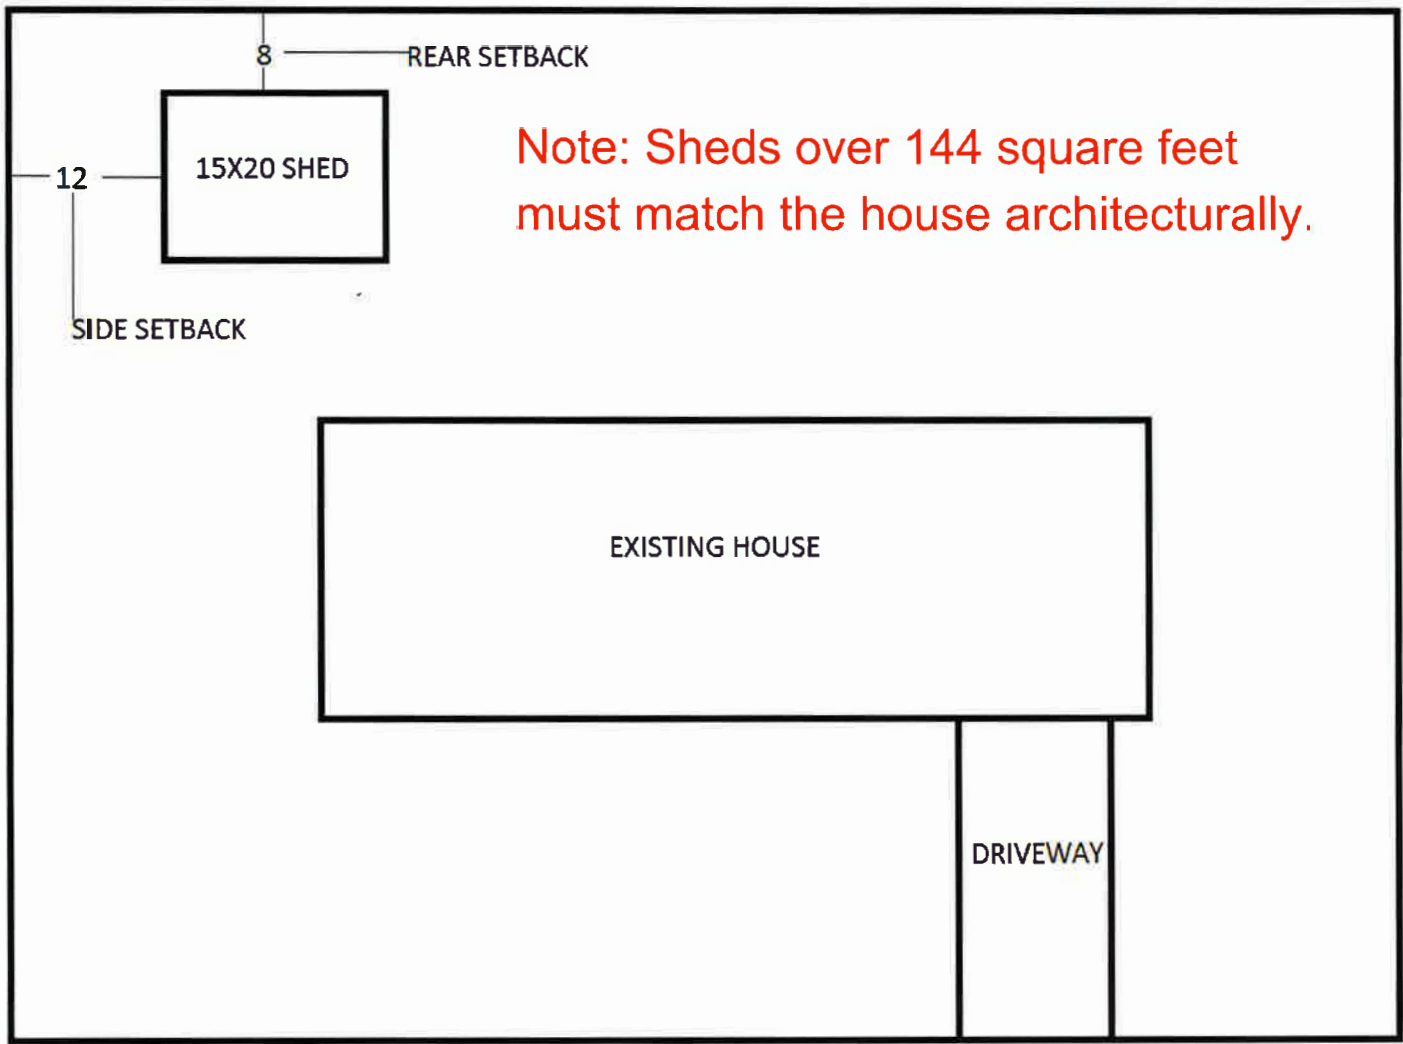 8
REAR SETBACK
Note: Sheds over 144 square feet
must match the house architecturally.
15X20 SHED
12
SIDE SETBACK
EXISTING HOUSE
DRIVEWAY